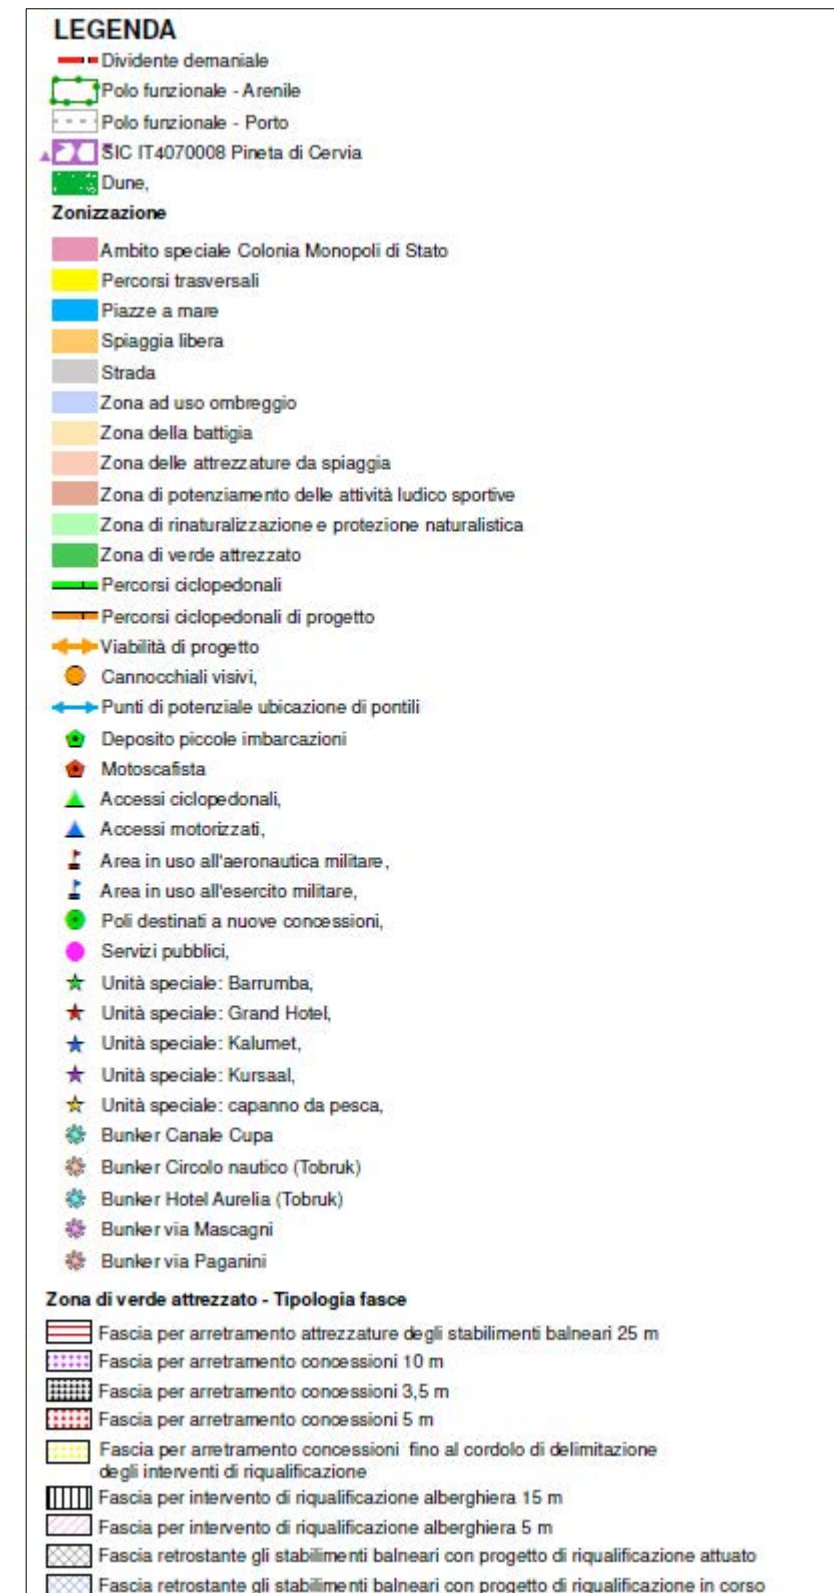 LEGENDA
Dividente demaniale
Polo funzionale - Arenile
Polo funzionale - Porto
SIC IT4070008 Pineta di Cervia
Dune,
Zonizzazione
Ambito speciale Colonia Monopoli di Stato
Percorsi trasversali
Piazze a mare
Spiaggia libera
Strada
Zona ad uso ombreggio
Zona della battigia
Zona delle attrezzature da spiaggia
Zona di potenziamento delle attività ludico sportive
Zona di rinaturalizzazione e protezione naturalistica
Zona di verde attrezzato
Percorsi ciclopedonali
Percorsi ciclopedonali di progetto
Viabilità di progetto
Cannocchiali visivi,
Punti di potenziale ubicazione di pontili
Deposito piccole imbarcazioni
Motoscafista
Accessi ciclopedonali,
Accessi motorizzati,
Area in uso all'aeronautica militare,
Area in uso all'esercito militare,
Poli destinati a nuove concessioni,
Servizi pubblici,
Unità speciale: Barrumba,
Unità speciale: Grand Hotel,
Unità speciale: Kalumet,
Unità speciale: Kursaal,
Unità speciale: capanno da pesca,
Bunker Canale Cupa
Bunker Circolo nautico (Tobruk)
Bunker Hotel Aurelia (Tobruk)
Bunker via Mascagni
Bunker via Paganini
Zona di verde attrezzato - Tipologia fasce
Fascia per arretramento attrezzature degli stabilimenti balneari 25 m
Fascia per arretramento concessioni 10 m
Fascia per arretramento concessioni 3,5 m
Fascia per arretramento concessioni 5 m
Fascia per arretramento concessioni fino al cordolo di delimitazione
degli interventi di riqualificazione
Fascia per intervento di riqualificazione alberghiera 15 m
Fascia per intervento di riqualificazione alberghiera 5 m
Fascia retrostante gli stabilimenti balneari con progetto di riqualificazione attuato
Fascia retrostante gli stabilimenti balneari con progetto di riqualificazione in corso